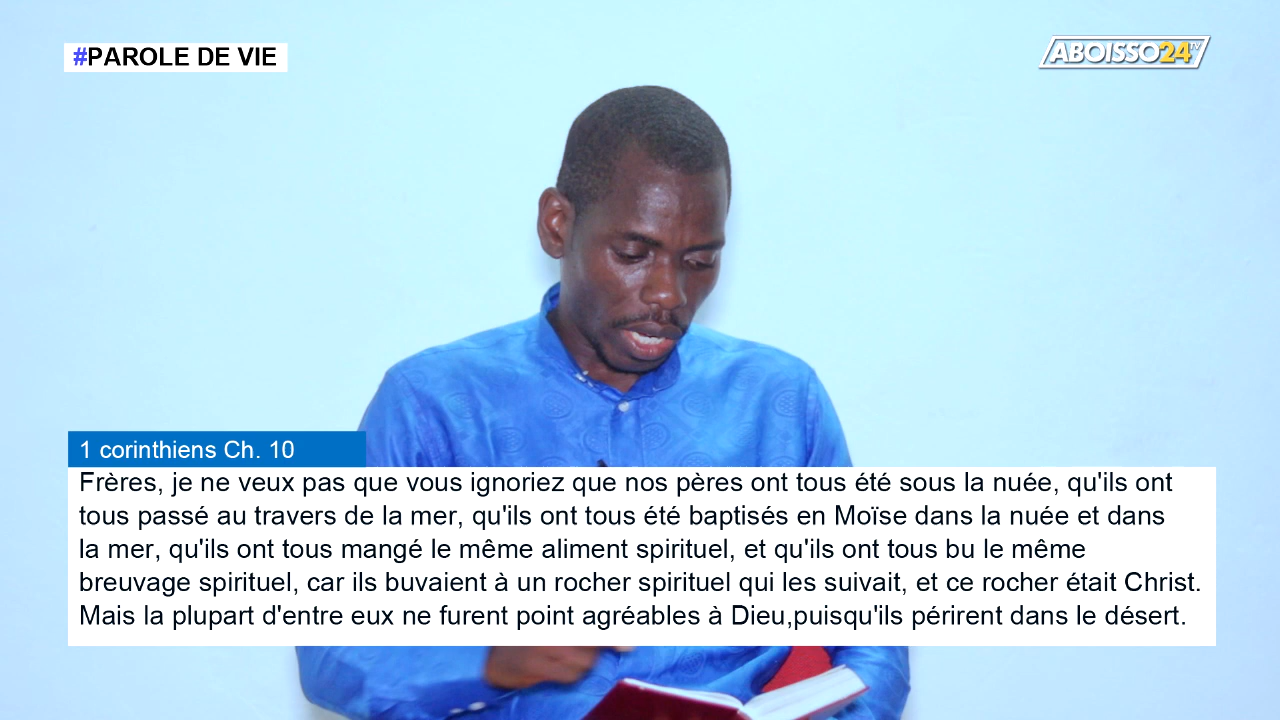 #PAROLE DE VIE
ABOISSO24TV
1 corinthiens Ch. 10
Frères, je ne veux pas que vous ignoriez que nos pères ont tous été sous la nuée, qu'ils ont
tous passé au travers de la mer, qu'ils ont tous été baptisés en Moïse dans la nuée et dans
la mer, qu'ils ont tous mangé le même aliment spirituel, et qu'ils ont tous bu le même
breuvage spirituel, car ils buvaient à un rocher spirituel qui les suivait, et ce rocher était Christ.
Mais la plupart d'entre eux ne furent point agréables à Dieu,puisqu'ils périrent dans le désert.